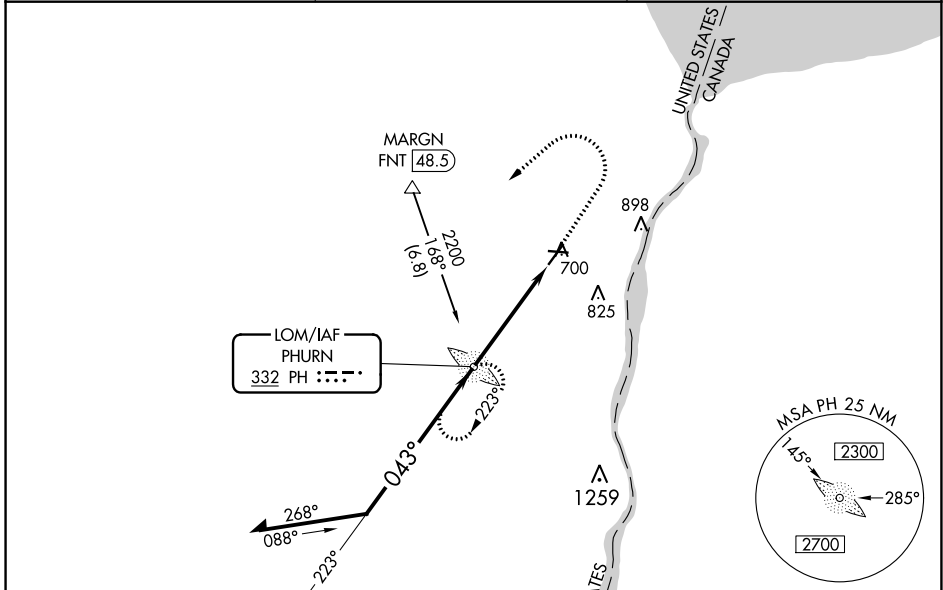 UNITED STATES
CANADA
MARGN
FNT 48.5
2200
168°
(6.8)
898
700
825
LOM/IAF
PHURN
332 PH
223°
043°
1259
268°
088°
223°
MSA PH 25 NM
145°
2300
285°
2700
TES